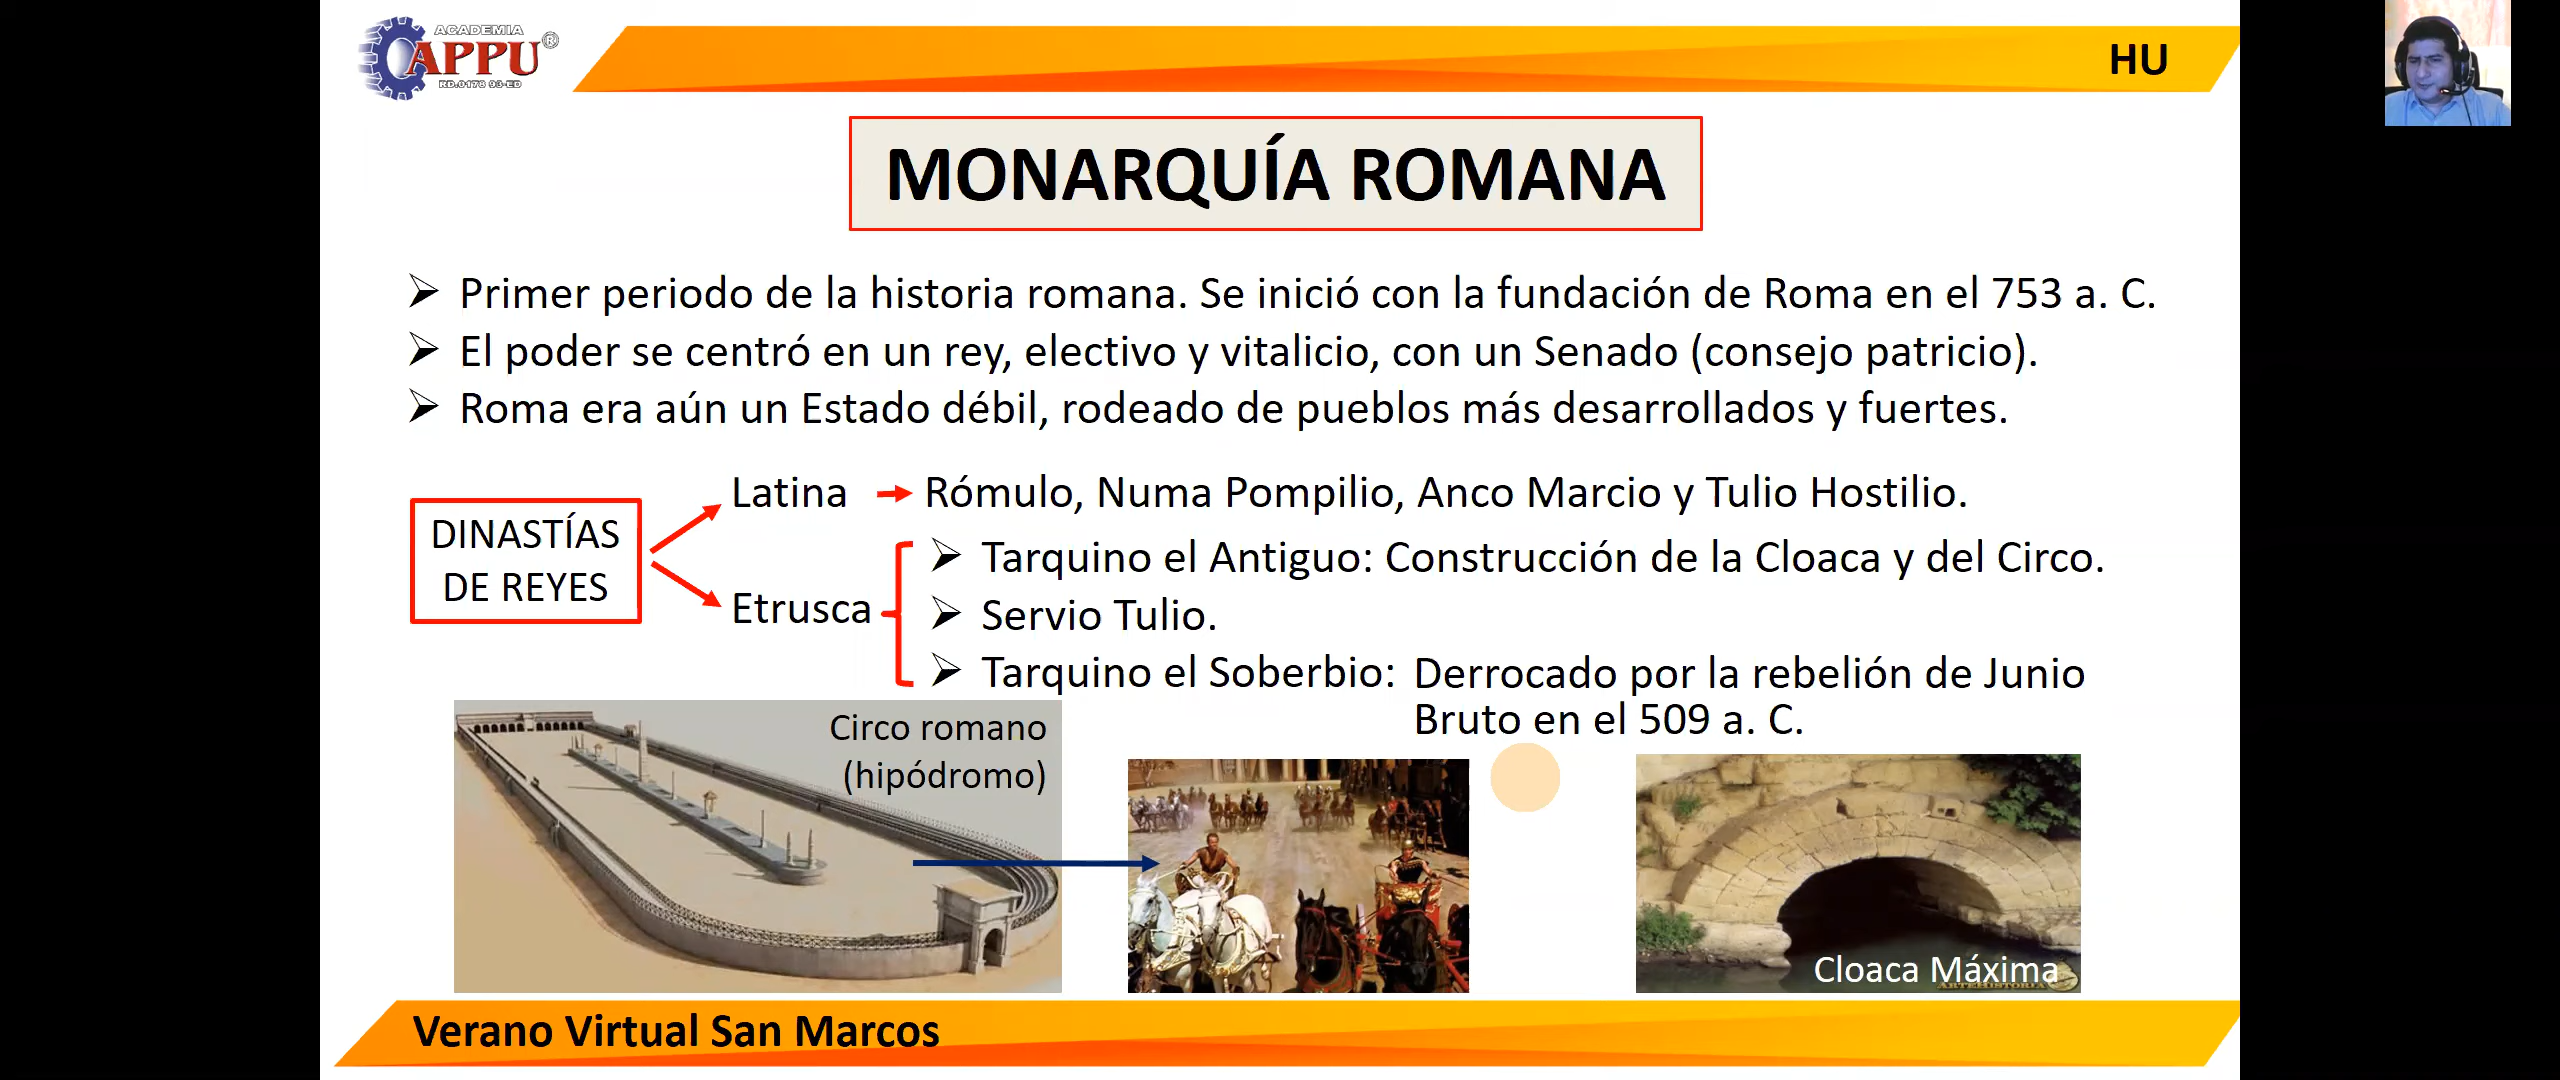 ACADEMIA
APPU®
RD.0178 93-ED
HU
MONARQUÍA ROMANA
Primer periodo de la historia romana. Se inició con la fundación de Roma en el 753 a. C.
El poder se centró en un rey, electivo y vitalicio, con un Senado (consejo patricio).
Roma era aún un Estado débil, rodeado de pueblos más desarrollados y fuertes.
DINASTÍAS
DE REYES
Latina
Rómulo, Numa Pompilio, Anco Marcio y Tulio Hostilio.
Etrusca
Tarquino el Antiguo: Construcción de la Cloaca y del Circo.
Servio Tulio.
Tarquino el Soberbio: Derrocado por la rebelión de Junio
Bruto en el 509 a. C.
Circo romano
(hipódromo)
Cloaca Máxima
ARTEHISTORIA
Verano Virtual San Marcos